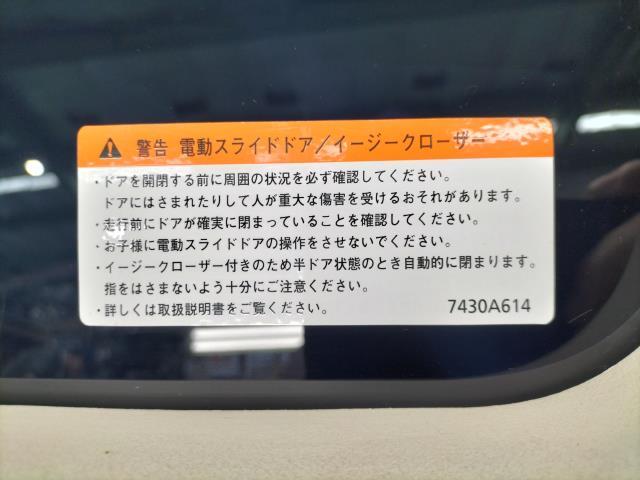 警告 電動スライドドア／イージークローザー
・ドアを開閉する前に周囲の状況を必ず確認してください。
ドアにはさまれたりして人が重大な傷害を受けるおそれがあります。
・走行前にドアが確実に閉まっていることを確認してください。
・お子様に電動スライドドアの操作をさせないでください。
・イージークローザー付きのため半ドア状態のとき自動的に閉まります。
指をはさまないよう十分にご注意ください。
・詳しくは取扱説明書をご覧ください。 7430A614